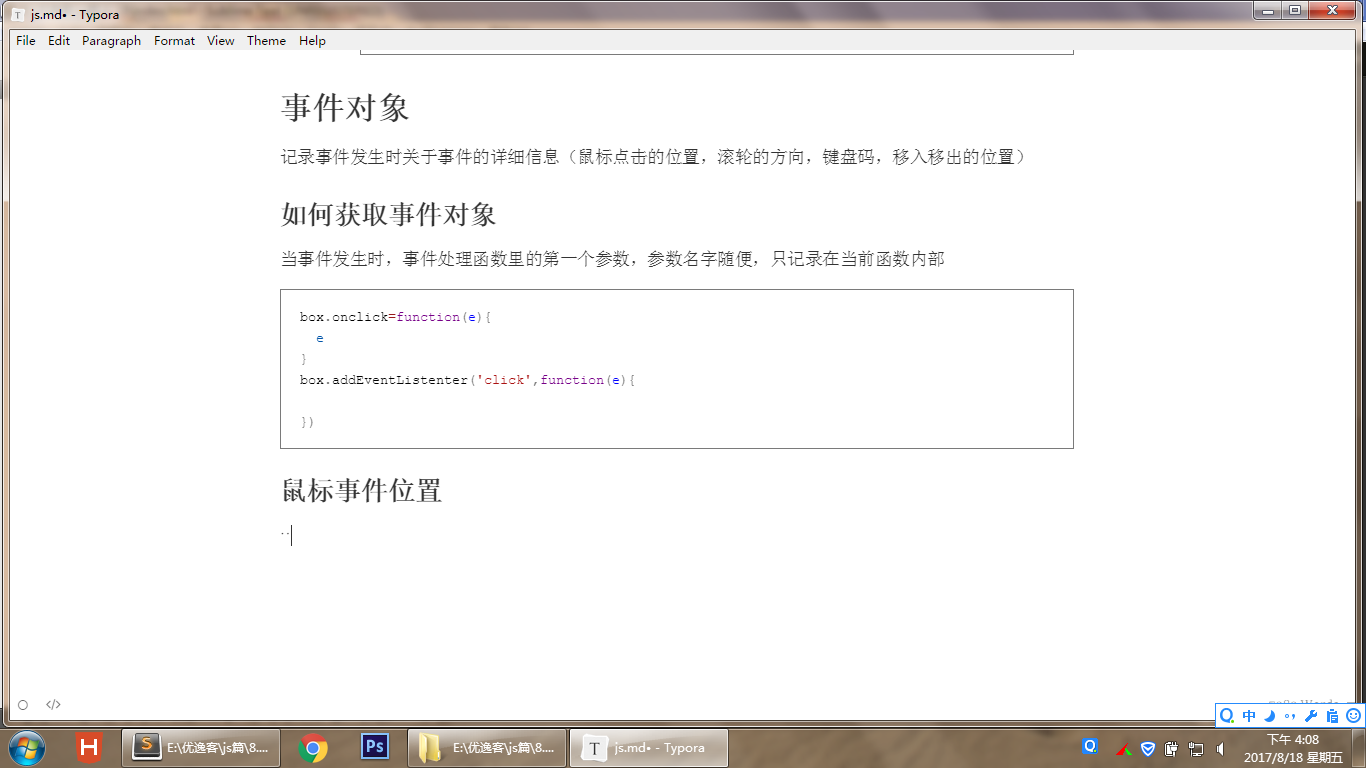 js.md• - Typora
File Edit Paragraph Format View Theme Help
事件对象
记录事件发生时关于事件的详细信息（鼠标点击的位置，滚轮的方向，键盘码，移入移出的位置）
如何获取事件对象
当事件发生时，事件处理函数里的第一个参数，参数名字随便，只记录在当前函数内部
box.onclick=function(e){
e
}
box.addEventListenter('click',function(e){
})
鼠标事件位置
··
</>
中
E:\优逸客\js篇\8....
Ps
E:\优逸客\js篇\8....
js.md• - Typora
下午 4:08
2017/8/18 星期五